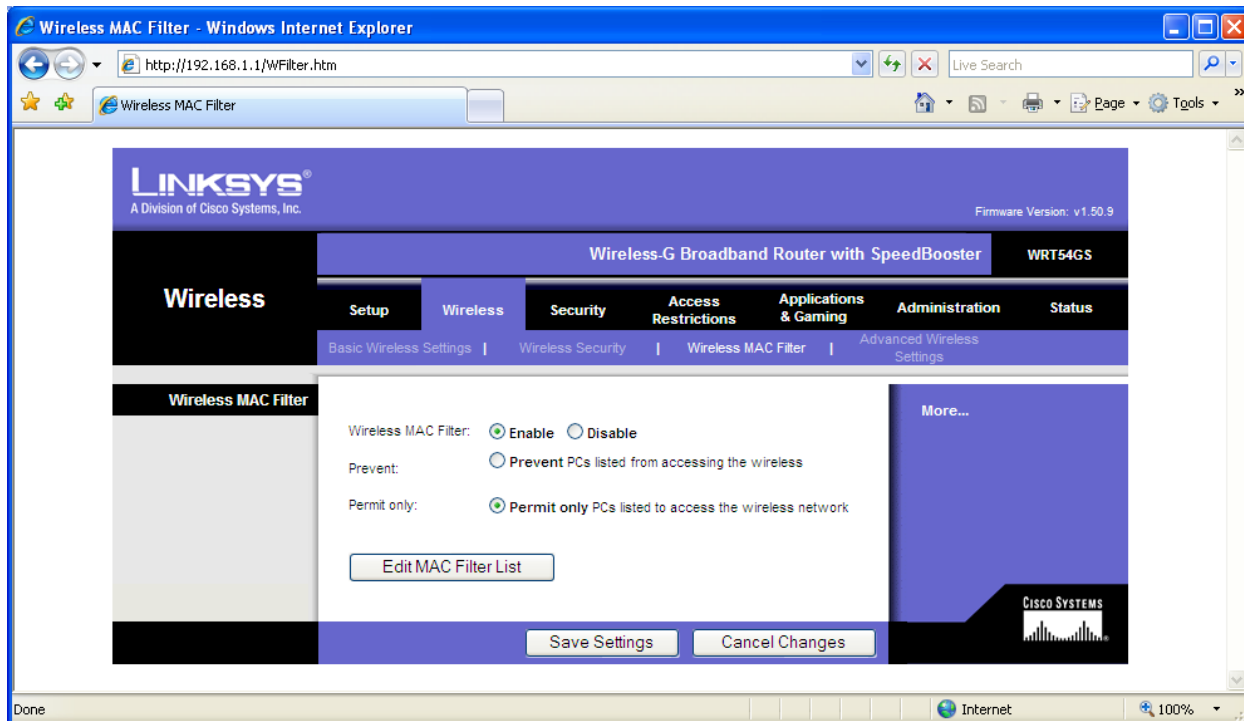 Wireless MAC Filter - Windows Internet Explorer
http://192.168.1.1/WFilter.htm
Live Search
Wireless MAC Filter
Page
Tools
»
LINKSYS®
A Division of Cisco Systems, Inc.
Firmware Version: v1.50.9
Wireless-G Broadband Router with SpeedBooster
WRT54GS
Wireless
Setup
Wireless
Security
Access
Restrictions
Applications
& Gaming
Administration
Status
Basic Wireless Settings |
Wireless Security |
Wireless MAC Filter |
Advanced Wireless
Settings
Wireless MAC Filter
More...
Wireless MAC Filter: Enable Disable
Prevent: Prevent PCs listed from accessing the wireless
Permit only: Permit only PCs listed to access the wireless network
Edit MAC Filter List
CISCO SYSTEMS
Save Settings
Cancel Changes
Done
Internet
100%